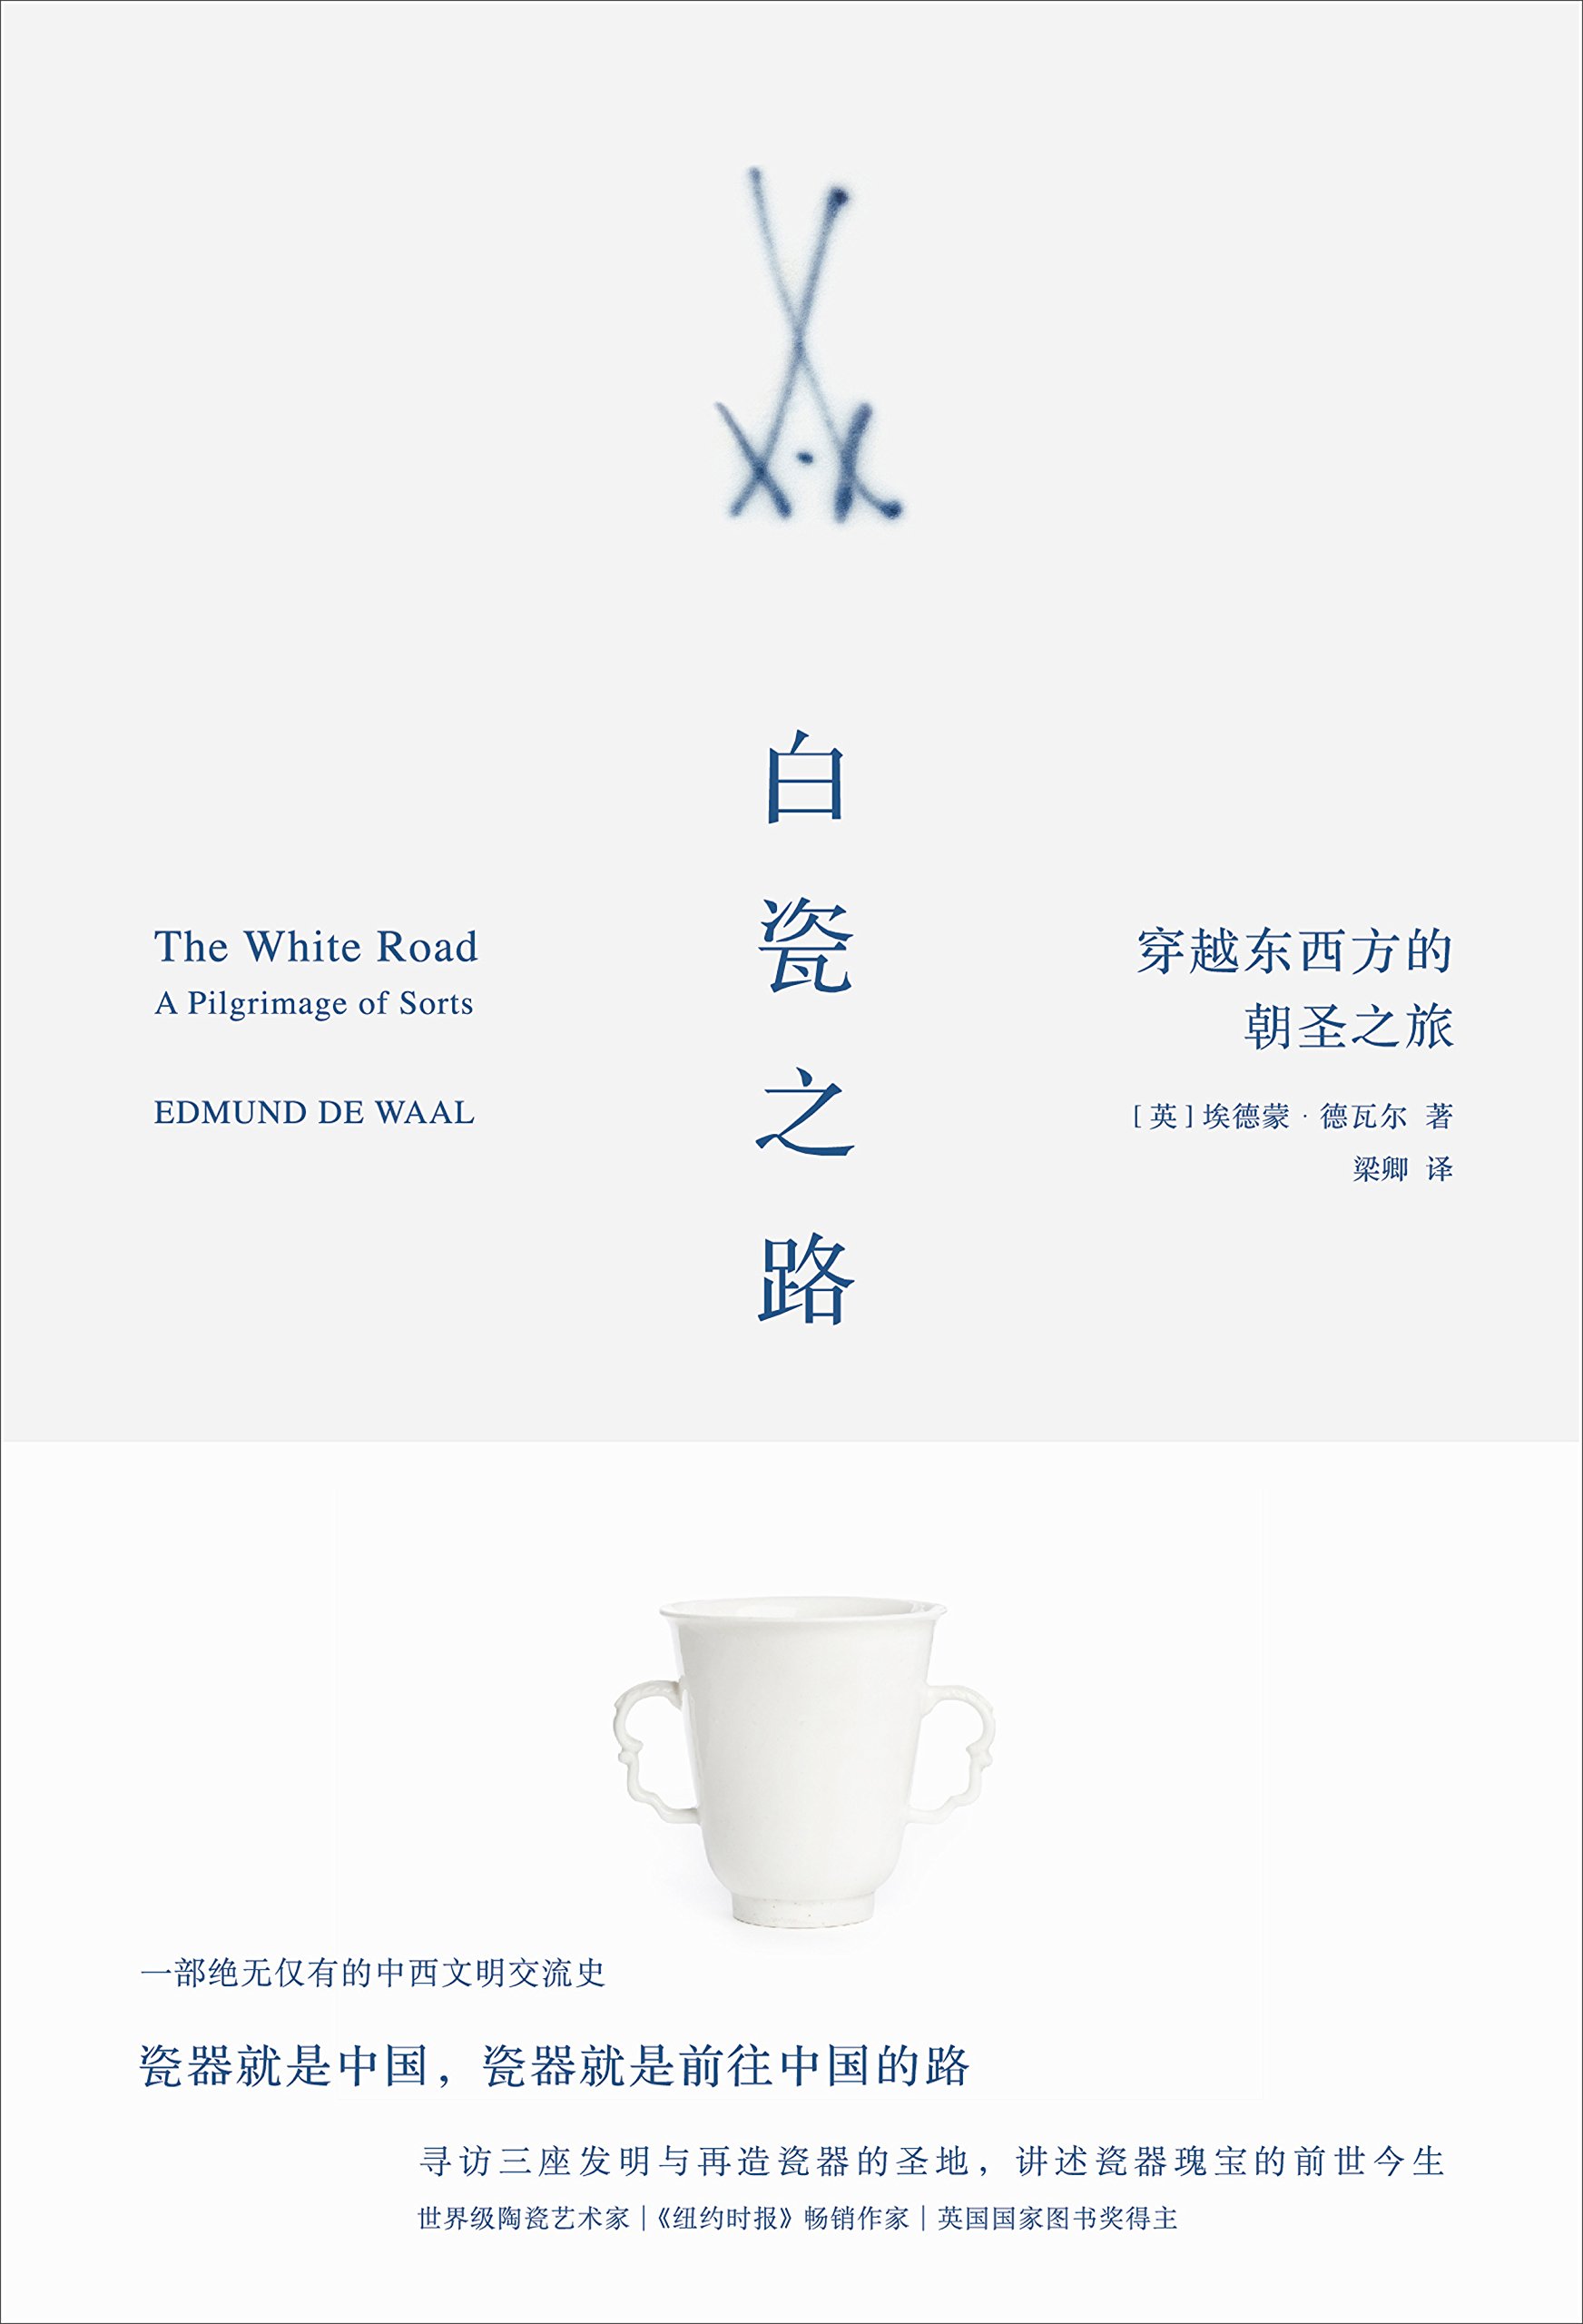 白瓷之路
The White Road
A Pilgrimage of Sorts
EDMUND DE WAAL
穿越东西方的
朝圣之旅
[英]埃德蒙·德瓦尔 著
梁卿 译
一部绝无仅有的中西文明交流史
瓷器就是中国，瓷器就是前往中国的路
寻访三座发明与再造瓷器的圣地，讲述瓷器瑰宝的前世今生
世界级陶瓷艺术家|《纽约时报》畅销作家|英国国家图书奖得主